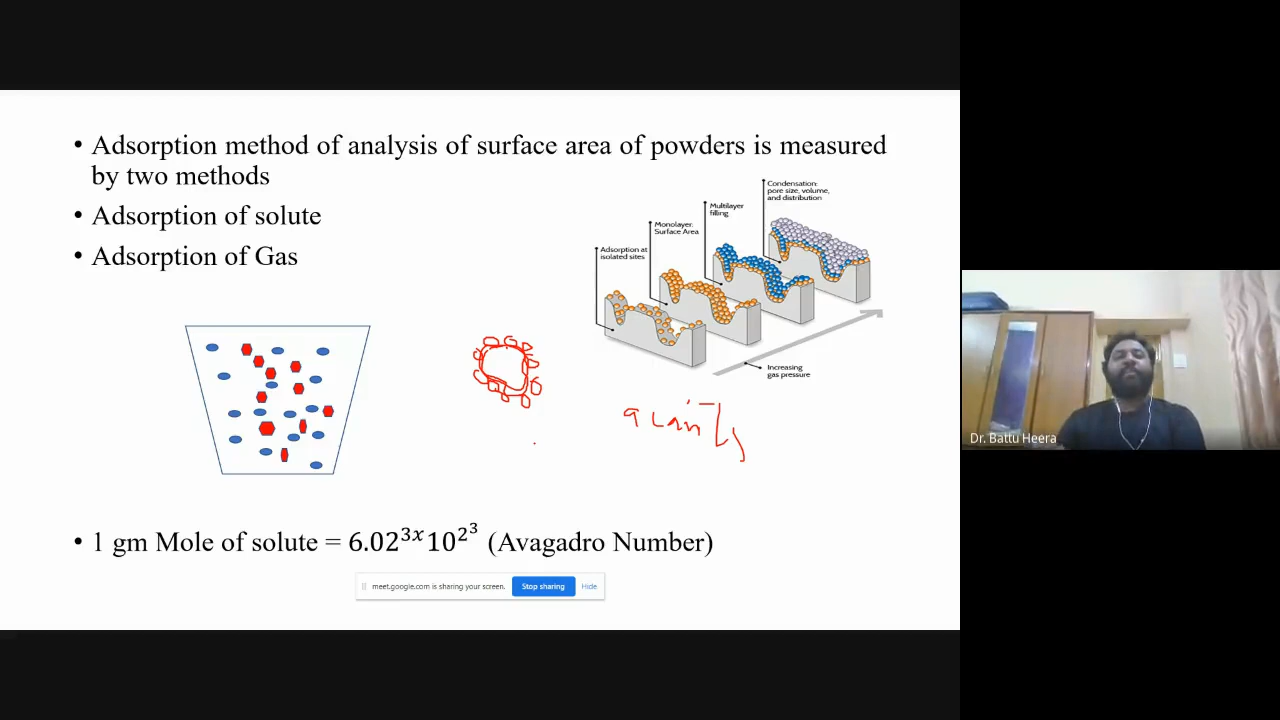 • Adsorption method of analysis of surface area of powders is measured
by two methods
• Adsorption of solute
• Adsorption of Gas
Condensation:
pore size, volume,
and distribution
Multilayer
filling
Monolayer:
Surface Area
Adsorption at
isolated sites
Increasing
gas pressure
Dr. Battu Heera
• 1 gm Mole of solute = 6.02³ˣ10²³ (Avagadro Number)
meet.google.com is sharing your screen. Stop sharing Hide